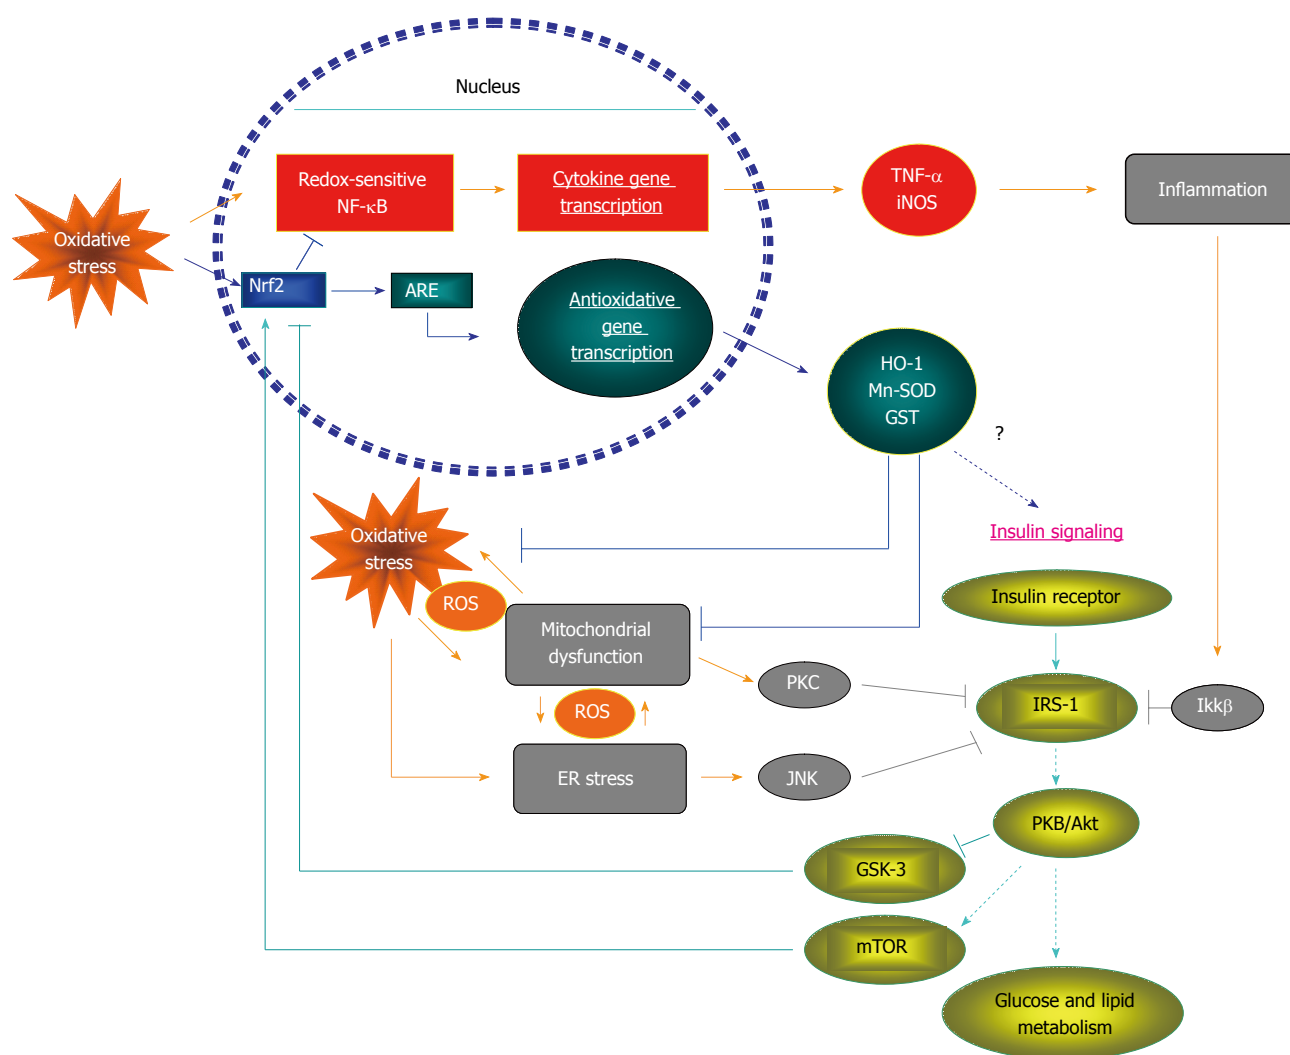 Nucleus
Redox-sensitive
NF-κB
Cytokine gene
transcription
TNF-α
iNOS
Inflammation
Oxidative
stress
Nrf2
ARE
Antioxidative
gene
transcription
HO-1
Mn-SOD
GST
?
Insulin signaling
Oxidative
stress
ROS
Mitochondrial
dysfunction
Insulin receptor
PKC
IRS-1
Ikkβ
ROS
ER stress
JNK
PKB/Akt
GSK-3
mTOR
Glucose and lipid
metabolism